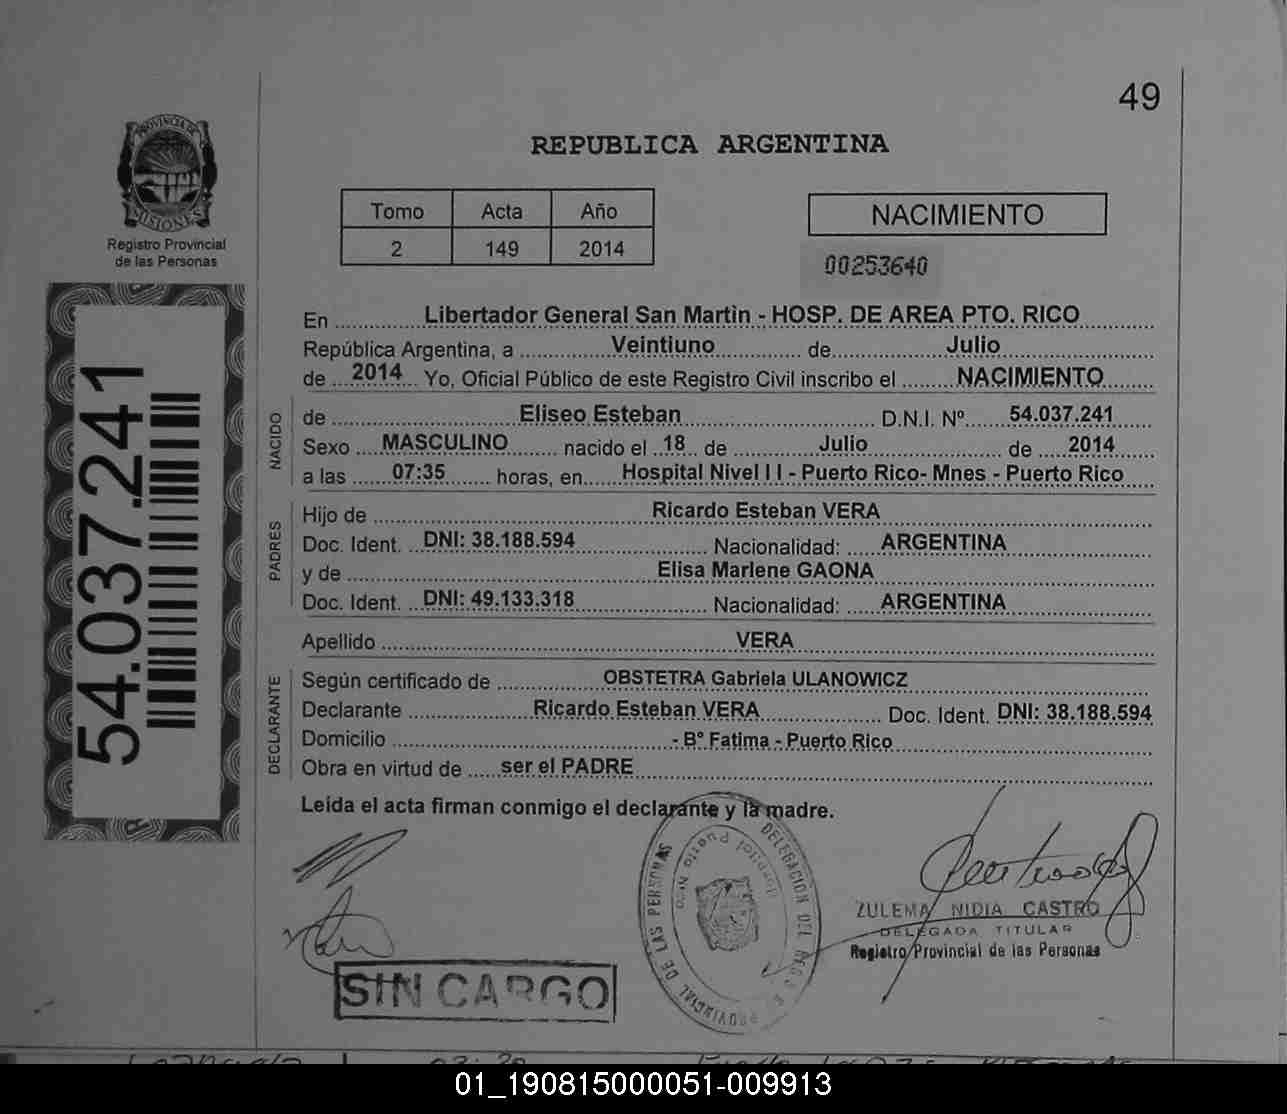 49
PROVINCIA DE
MISIONES
Registro Provincial
de las Personas
REPUBLICA ARGENTINA
Tomo Acta Año
2 149 2014
NACIMIENTO
00253640
54.037.241
En Libertador General San Martin - HOSP. DE AREA PTO. RICO
República Argentina, a Veintiuno de Julio
de 2014 Yo, Oficial Público de este Registro Civil inscribo el NACIMIENTO
NACIDO
de Eliseo Esteban D.N.I. Nº 54.037.241
Sexo MASCULINO nacido el 18 de Julio de 2014
a las 07:35 horas, en Hospital Nivel I I - Puerto Rico- Mnes - Puerto Rico
PADRES
Hijo de Ricardo Esteban VERA
Doc. Ident. DNI: 38.188.594 Nacionalidad: ARGENTINA
y de Elisa Marlene GAONA
Doc. Ident. DNI: 49.133.318 Nacionalidad: ARGENTINA
Apellido VERA
DECLARANTE
Según certificado de OBSTETRA Gabriela ULANOWICZ
Declarante Ricardo Esteban VERA Doc. Ident. DNI: 38.188.594
Domicilio - Bº Fatima - Puerto Rico
Obra en virtud de ser el PADRE
Leida el acta firman conmigo el declarante y la madre.
DELEGACION DEL REG. PROVINCIAL DE LAS PERSONAS
Hospital Puerto Rico
ZULEMA NIDIA CASTRO
DELEGADA TITULAR
Registro Provincial de las Personas
SIN CARGO
01_190815000051-009913